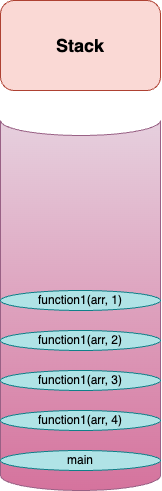 Stack
function1(arr, 1)
function1(arr, 2)
function1(arr, 3)
function1(arr, 4)
main